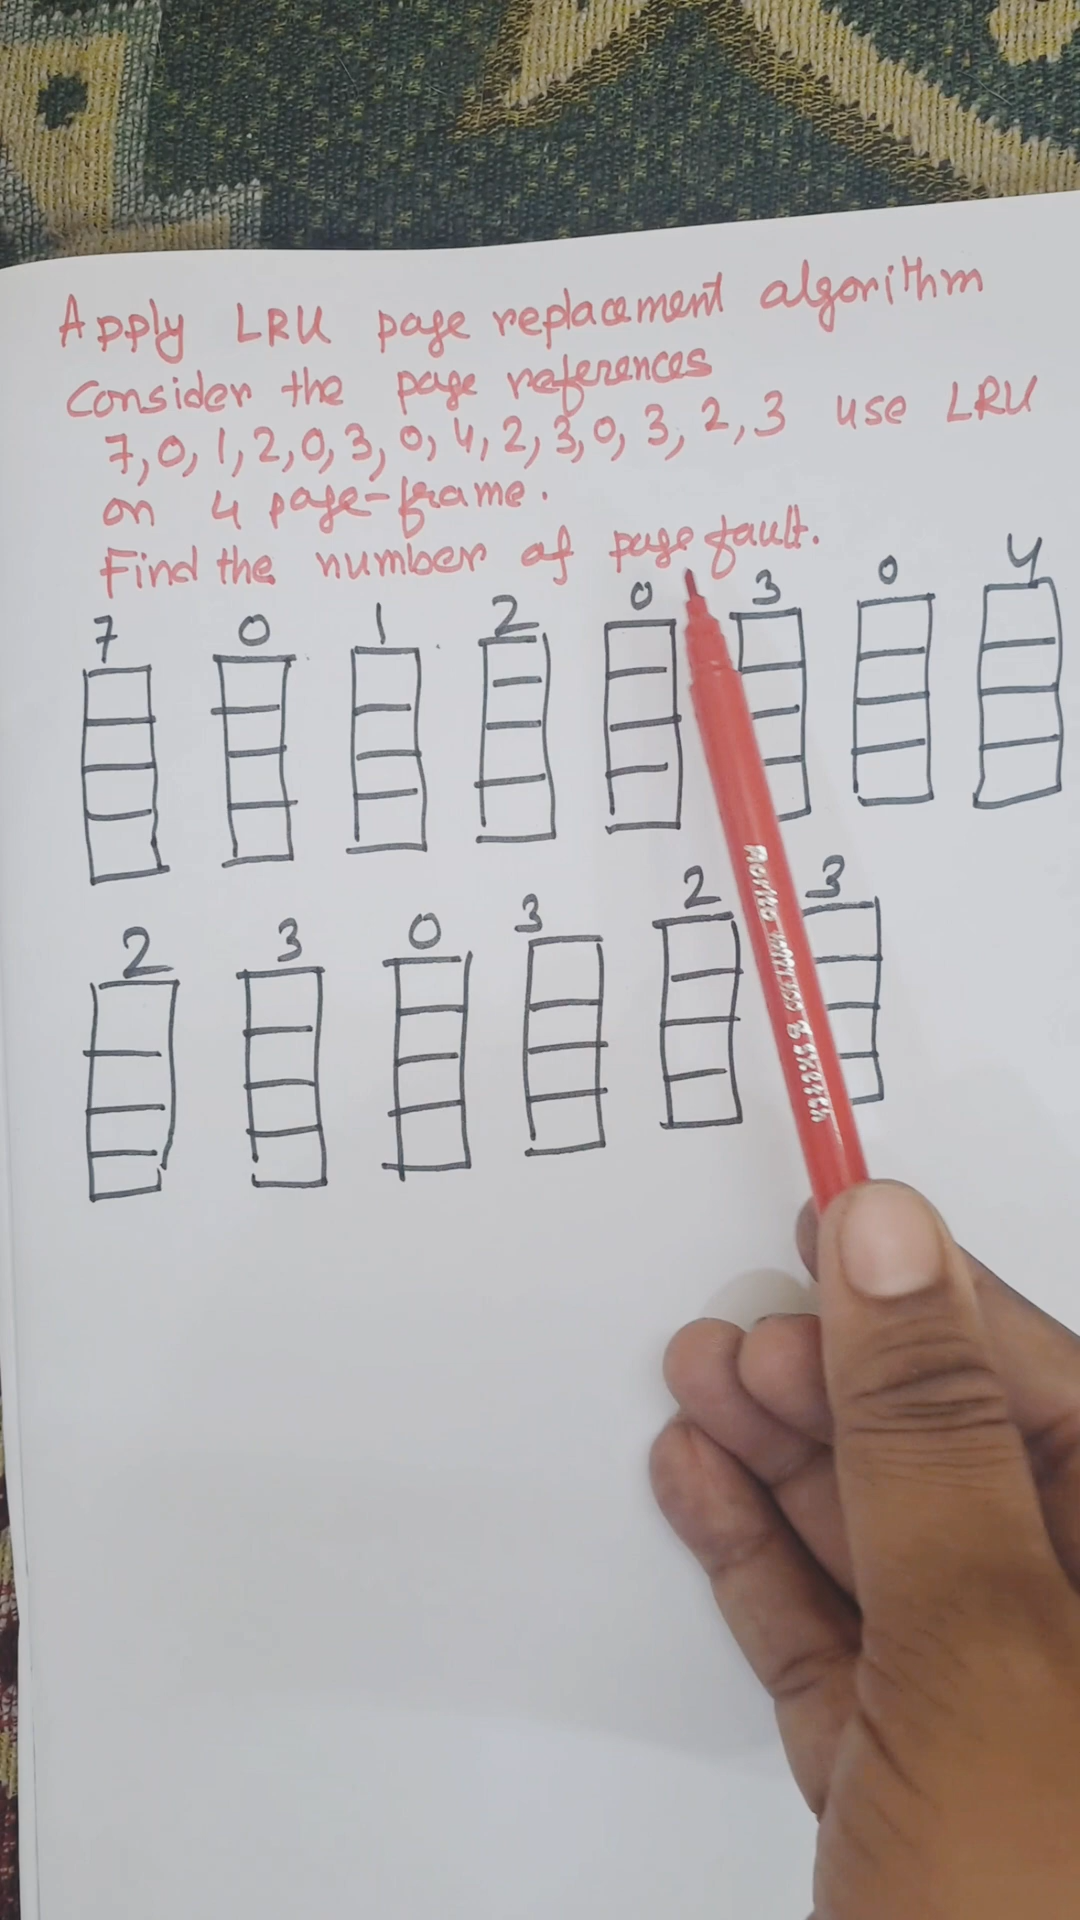 Apply LRU page replacement algorithm
Consider the page references
7,0,1,2,0,3,0,4,2,3,0,3,2,3 use LRU
on 4 page-frame.
Find the number of page fault.
7 0 1 2 0 3 0 4
2 3 0 3 2 3